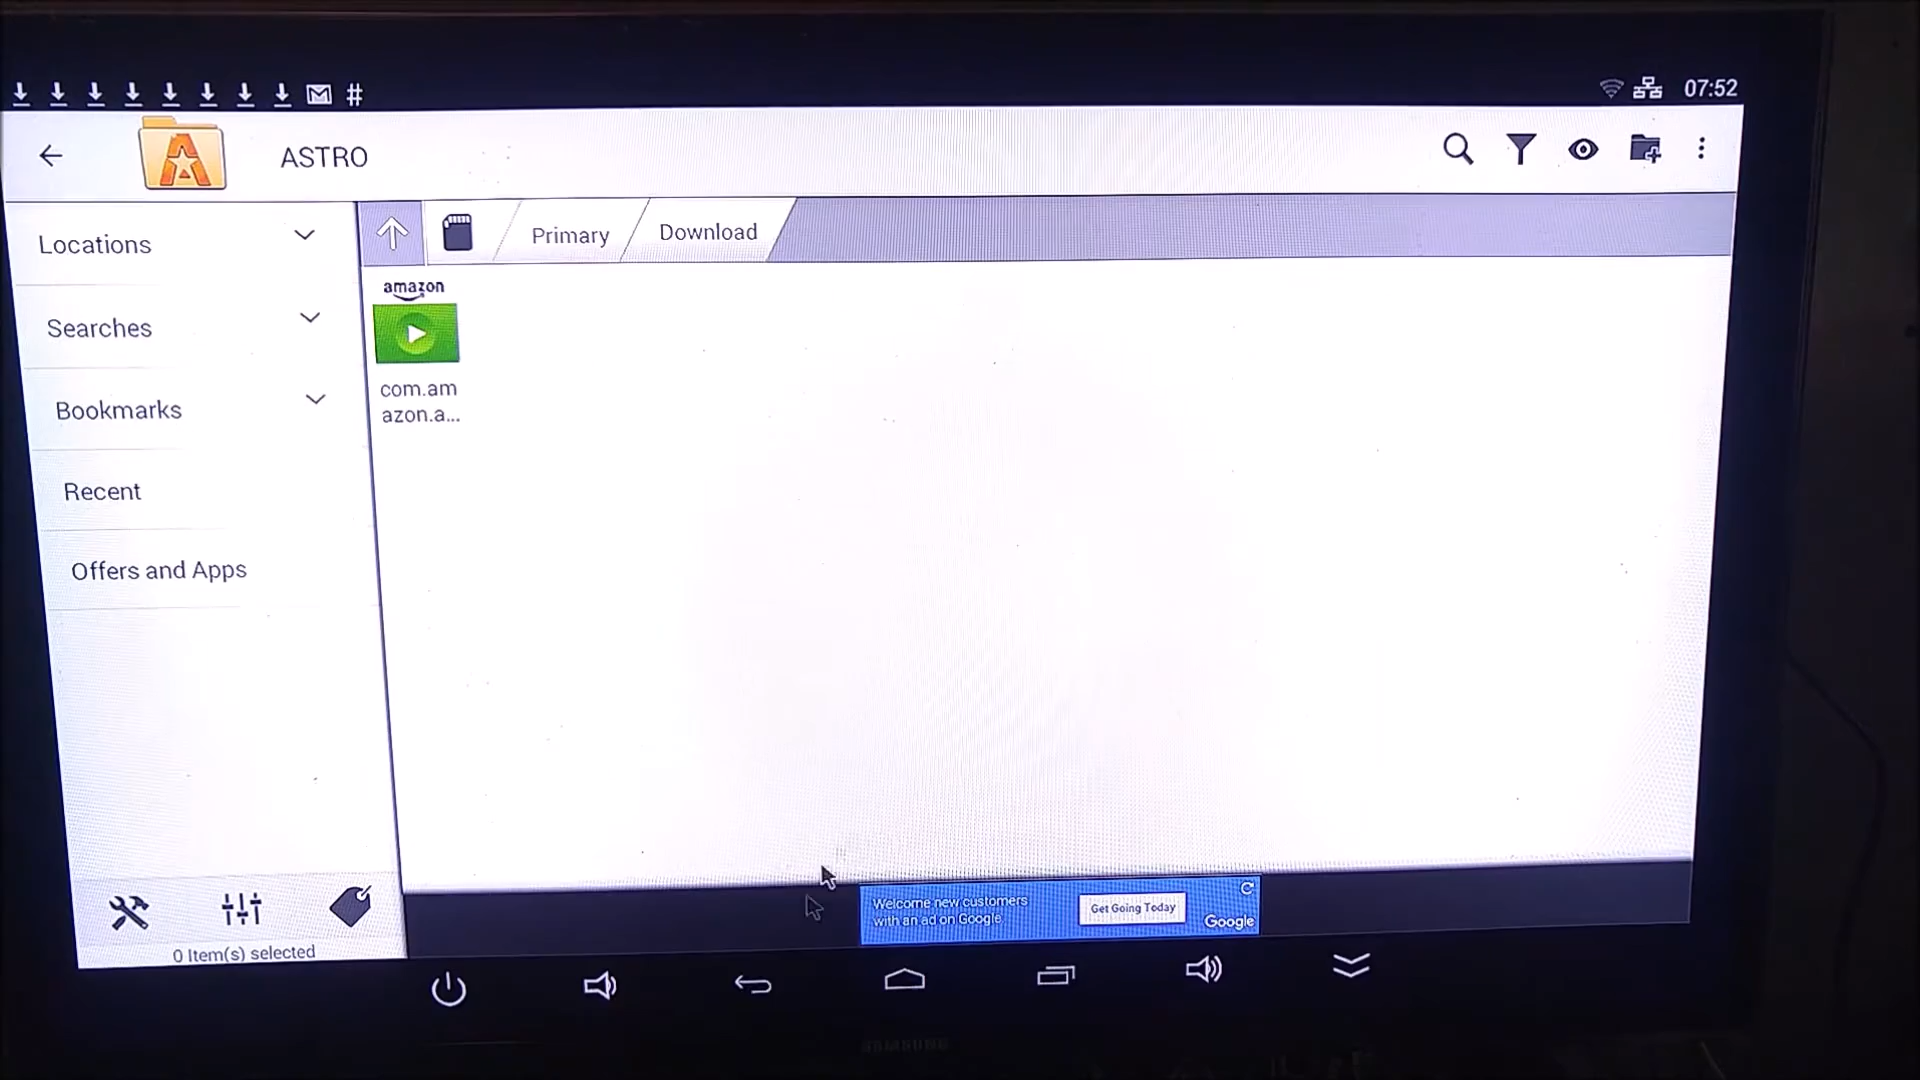 #
07:52
ASTRO
Locations
Searches
Bookmarks
Recent
Offers and Apps
Primary
Download
amazon
com.am
azon.a...
Welcome new customers
with an ad on Google
Get Going Today
Google
0 Item(s) selected
SAMSUNG